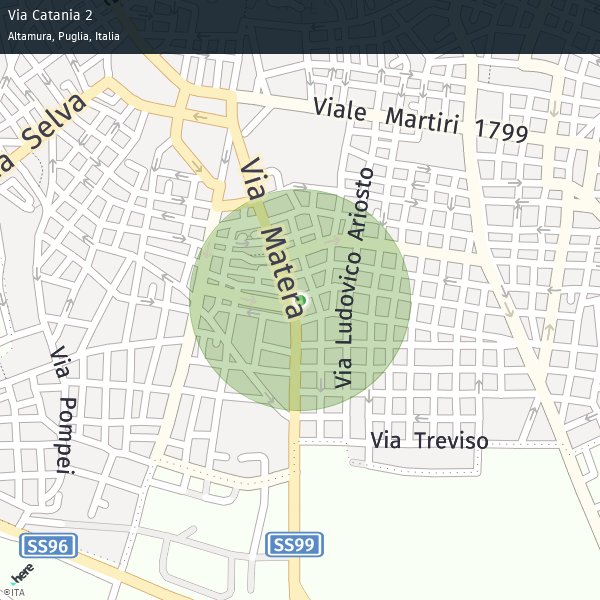 Via Catania 2
Altamura, Puglia, Italia
Viale Martiri 1799
a Selva
Via Matera
Via Ludovico Ariosto
Via Pompei
Via Treviso
SS96
SS99
here
©ITA